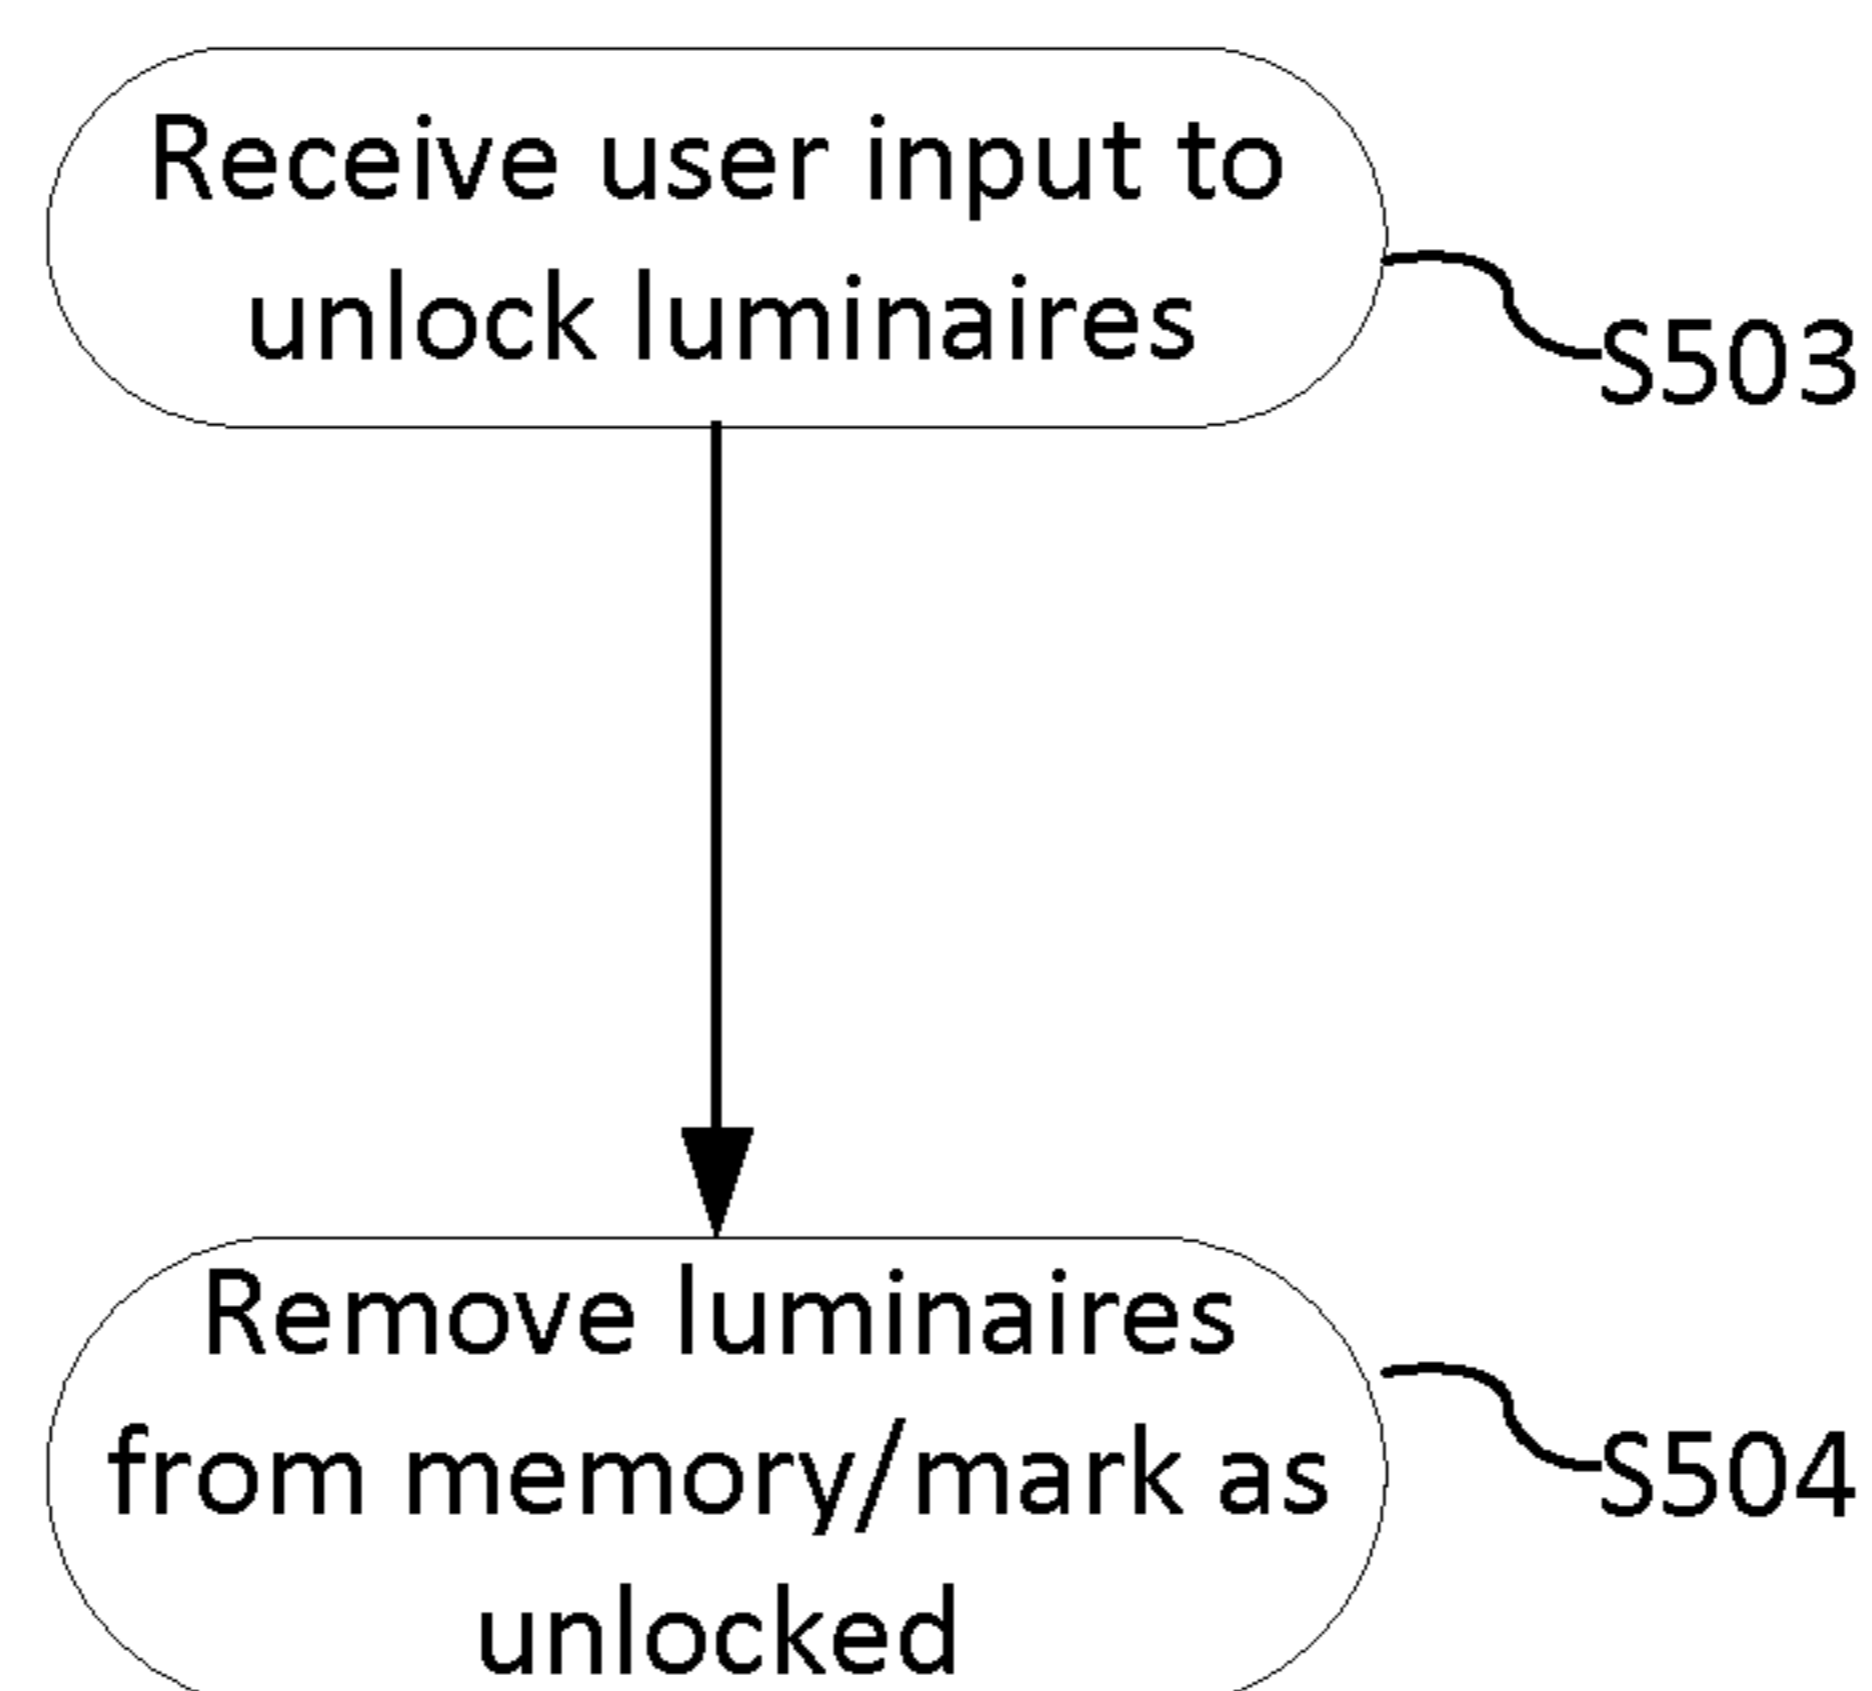 Receive user input to
unlock luminaires
S503
Remove luminaires
from memory/mark as
S504
unlocked